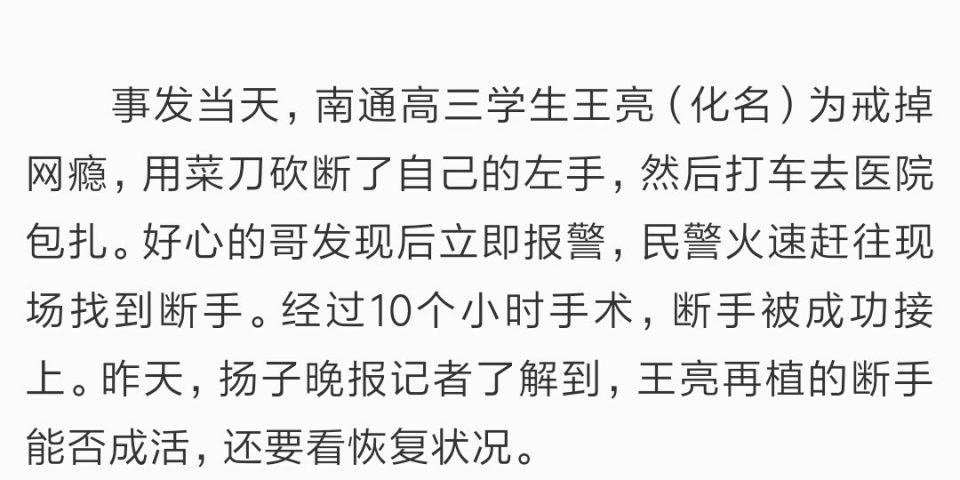 事发当天，南通高三学生王亮（化名）为戒掉
网瘾，用菜刀砍断了自己的左手，然后打车去医院
包扎。好心的哥发现后立即报警，民警火速赶往现
场找到断手。经过10个小时手术，断手被成功接
上。昨天，扬子晚报记者了解到，王亮再植的断手
能否成活，还要看恢复状况。